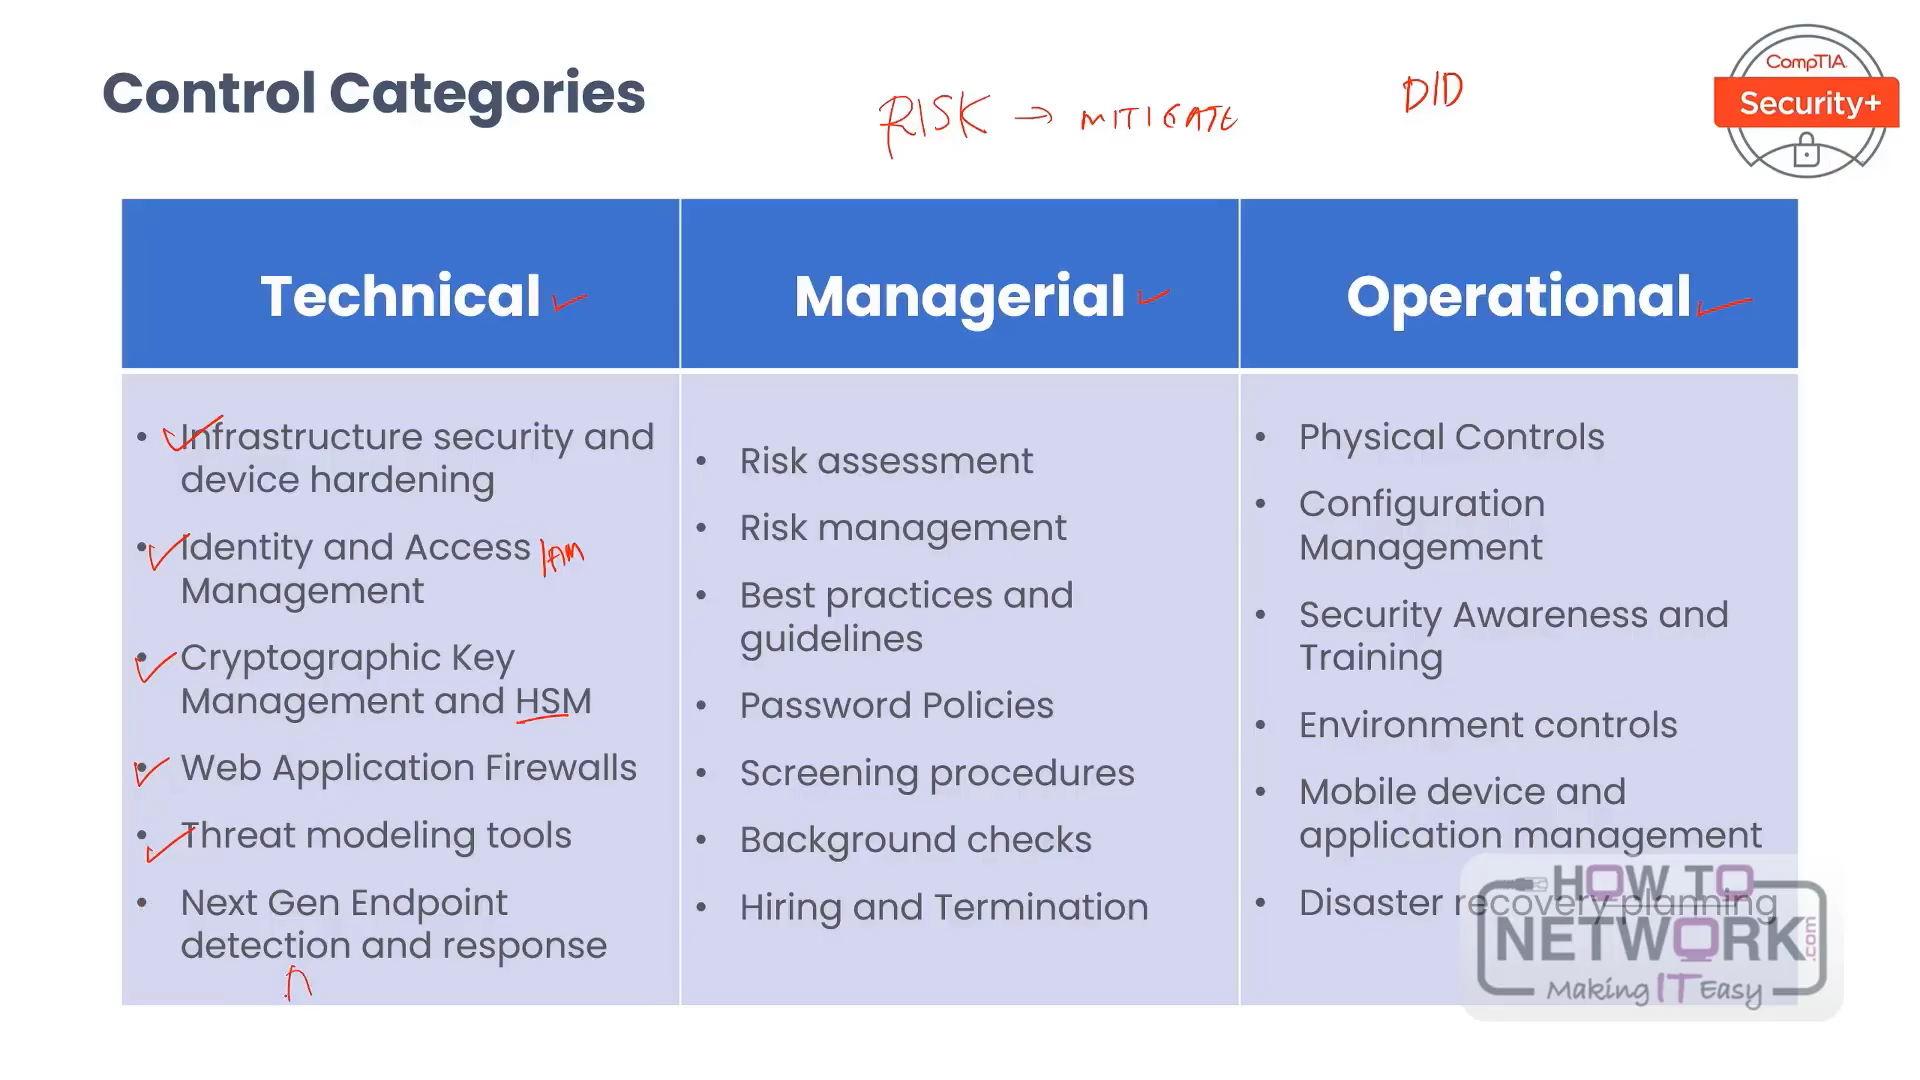 Control Categories
RISK → MITIGATE
DID
CompTIA
Security+
Technical
Managerial
Operational
• Infrastructure security and
device hardening
• Identity and Access IAM
Management
• Cryptographic Key
Management and HSM
• Web Application Firewalls
• Threat modeling tools
• Next Gen Endpoint
detection and response
• Risk assessment
• Risk management
• Best practices and
guidelines
• Password Policies
• Screening procedures
• Background checks
• Hiring and Termination
• Physical Controls
• Configuration
Management
• Security Awareness and
Training
• Environment controls
• Mobile device and
application management
• Disaster recovery planning
HOW TO
NETWORK.com
Making IT Easy